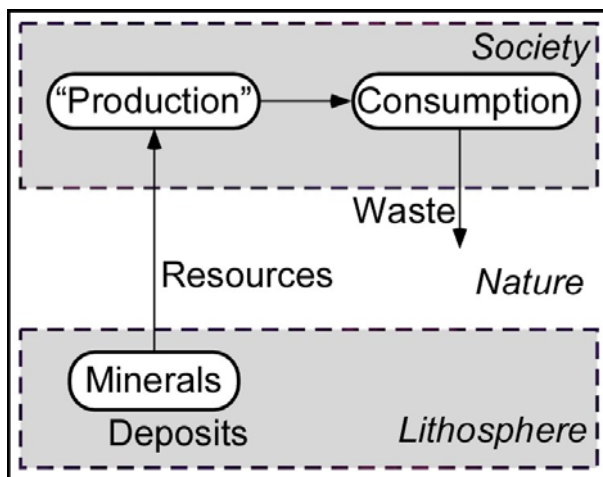 Society
“Production”
Consumption
Waste
Resources
Nature
Minerals
Deposits
Lithosphere